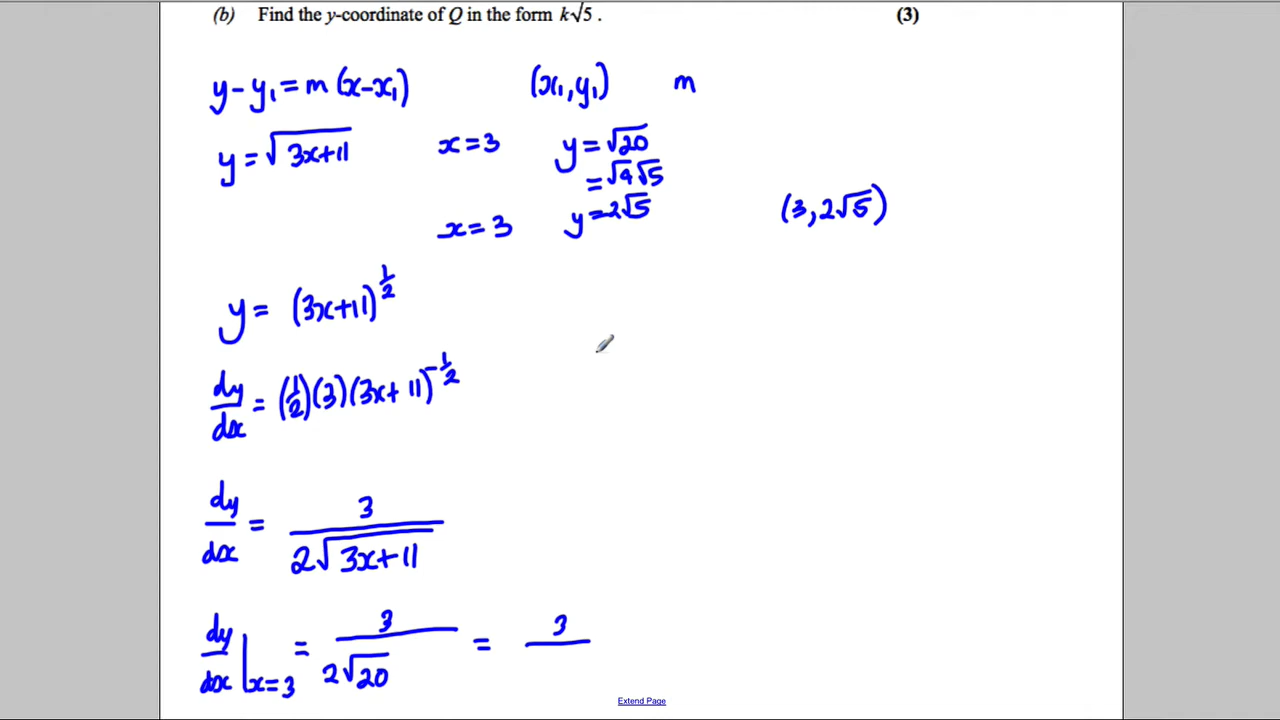 (b) Find the y-coordinate of Q in the form k√5 . (3)
y - y₁ = m (x - x₁) (x₁, y₁) m
y = √(3x+11) x = 3 y = √20
= √4√5
x = 3 y = 2√5 (3, 2√5)
y = (3x+11)^(1/2)
dy/dx = (1/2)(3)(3x+11)^(-1/2)
dy/dx = 3/(2√(3x+11))
dy/dx|x=3 = 3/(2√20) = 3/
Extend Page